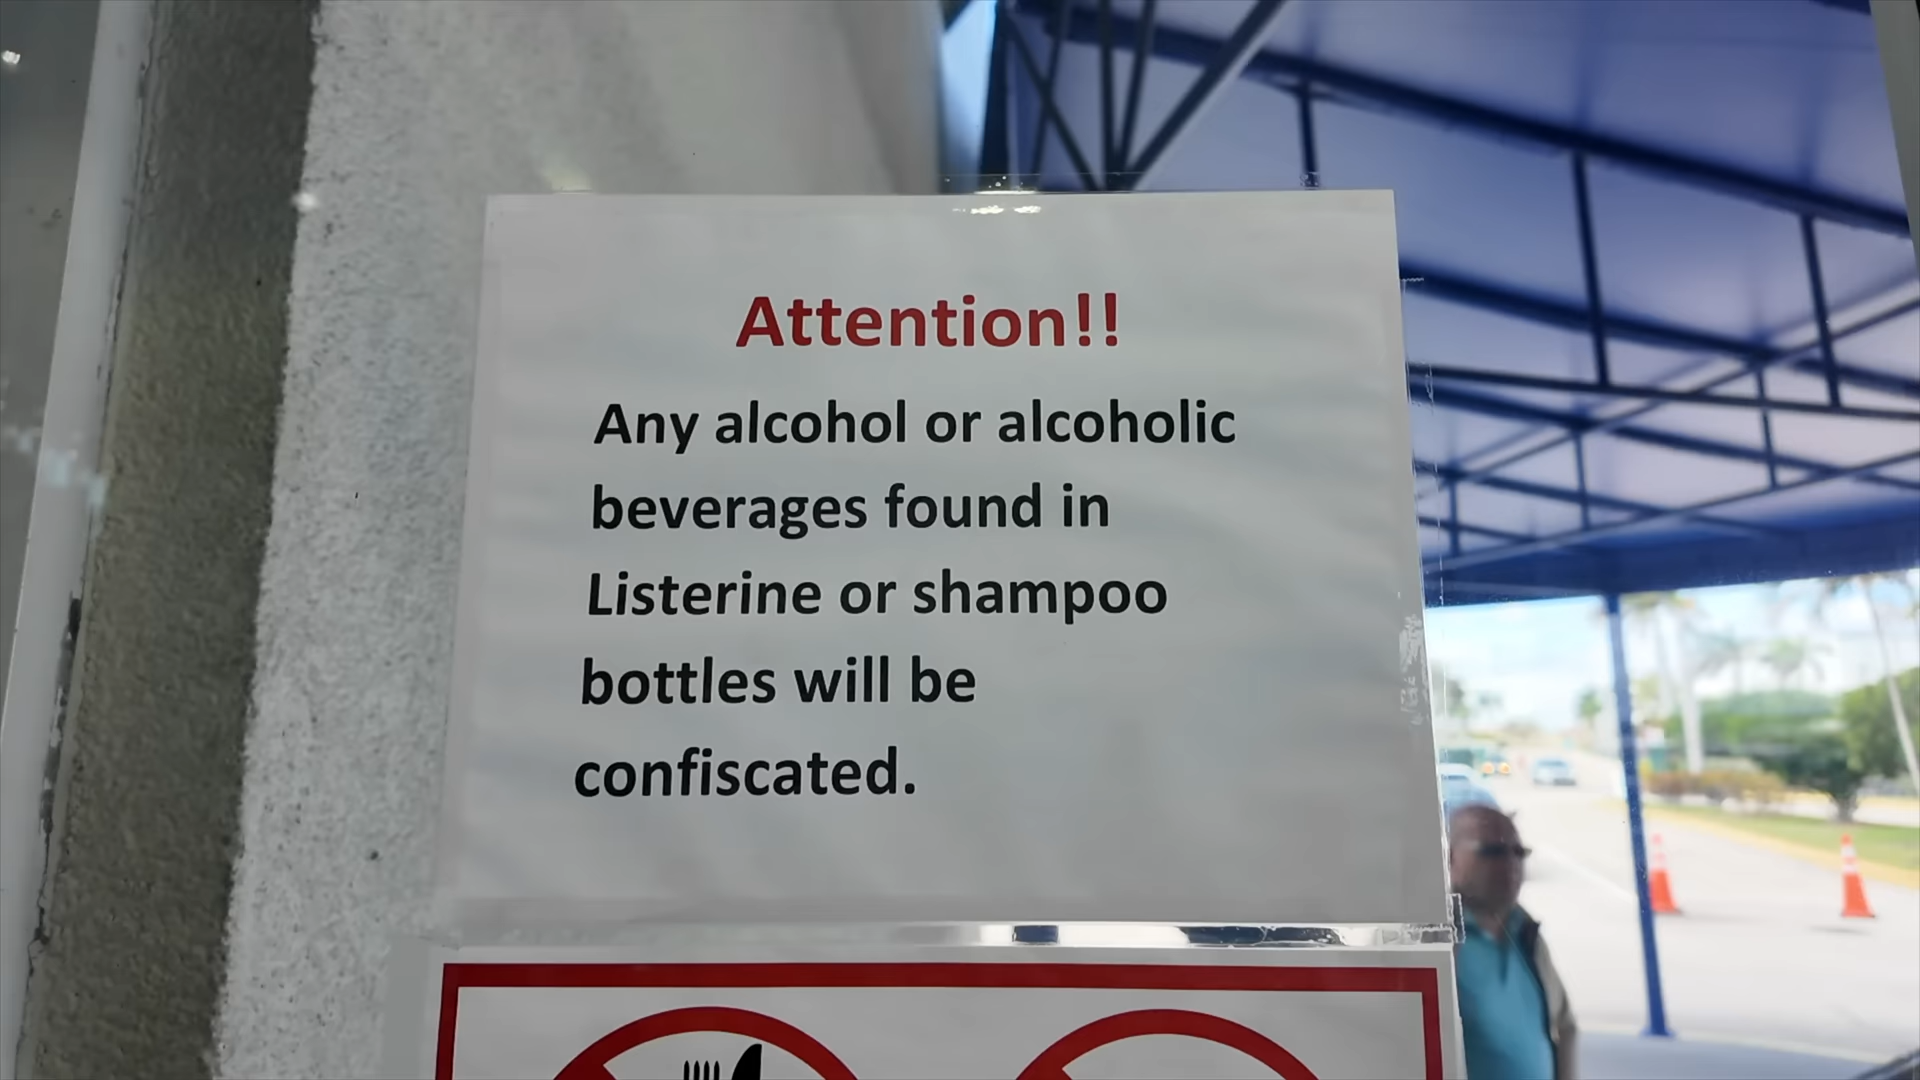 Attention!!
Any alcohol or alcoholic
beverages found in
Listerine or shampoo
bottles will be
confiscated.